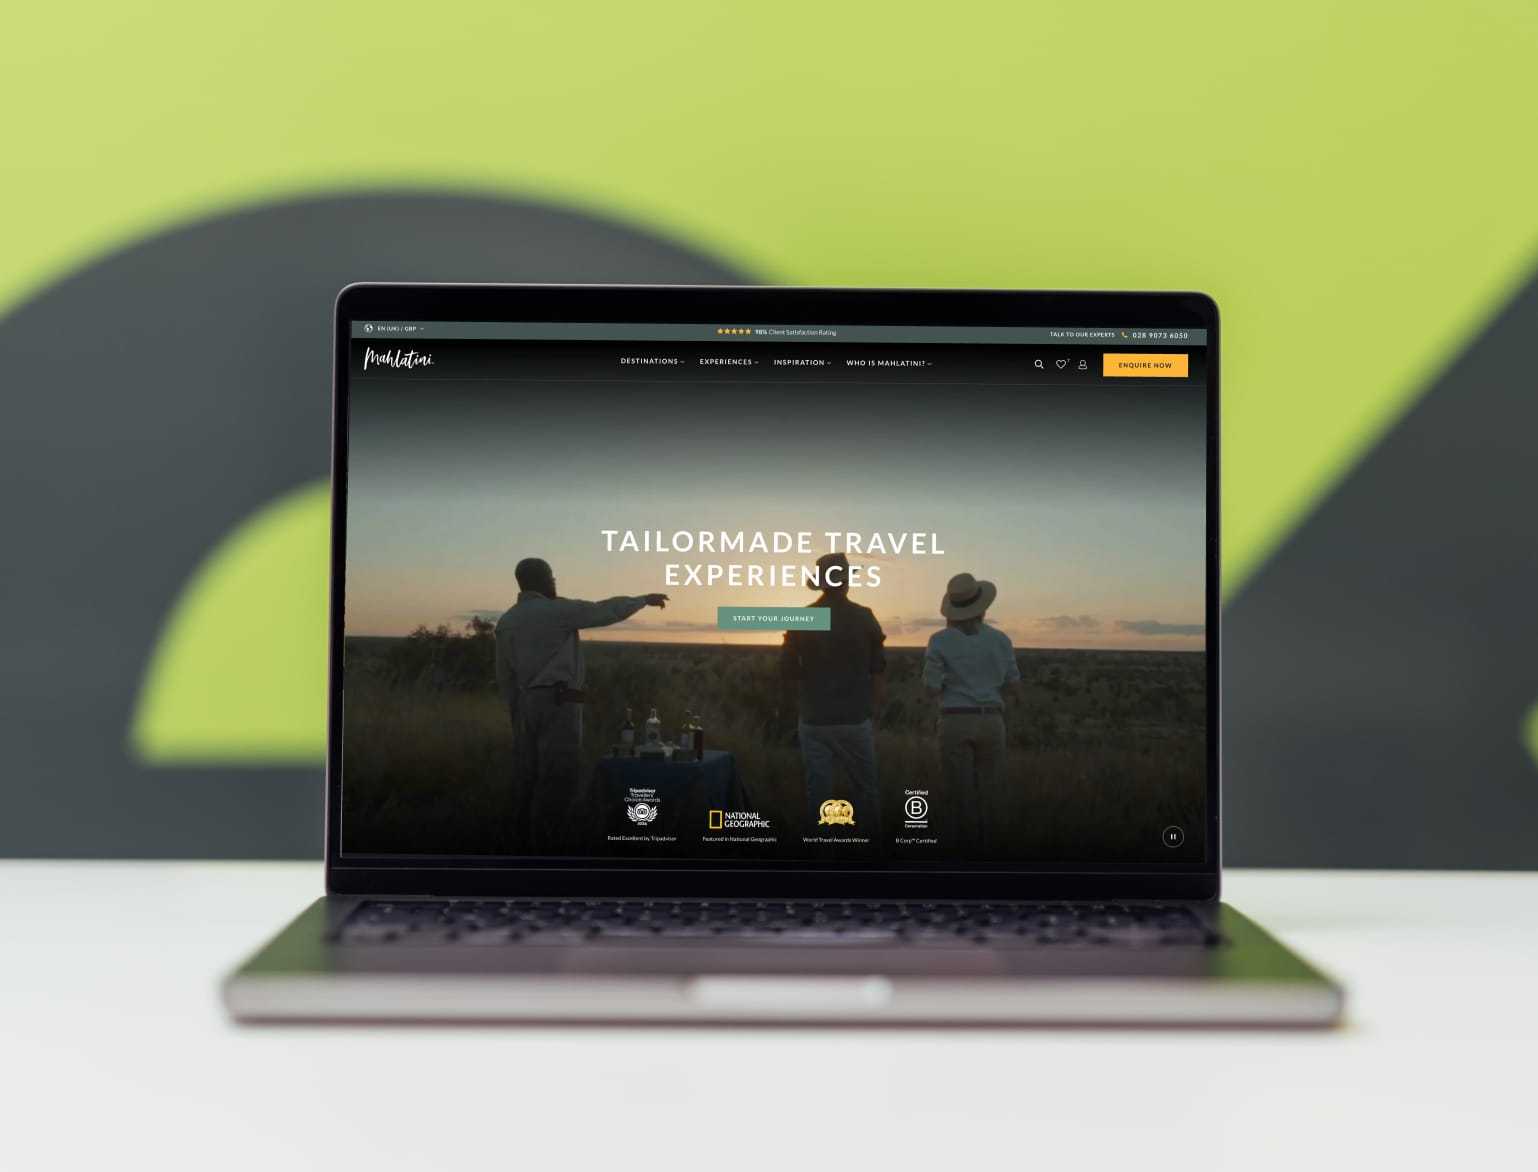 EN (UK) / GBP
98% Client Satisfaction Rating
TALK TO OUR EXPERTS 028 9073 6050
Mahlatini
DESTINATIONS EXPERIENCES INSPIRATION WHO IS MAHLATINI?
ENQUIRE NOW
TAILORMADE TRAVEL
EXPERIENCES
START YOUR JOURNEY
Tripadvisor
Travellers'
Choice Awards
2024
Rated Excellent by Tripadvisor
NATIONAL
GEOGRAPHIC
Featured in National Geographic
World Travel Awards Winner
Certified
B
Corporation
B Corp™ Certified